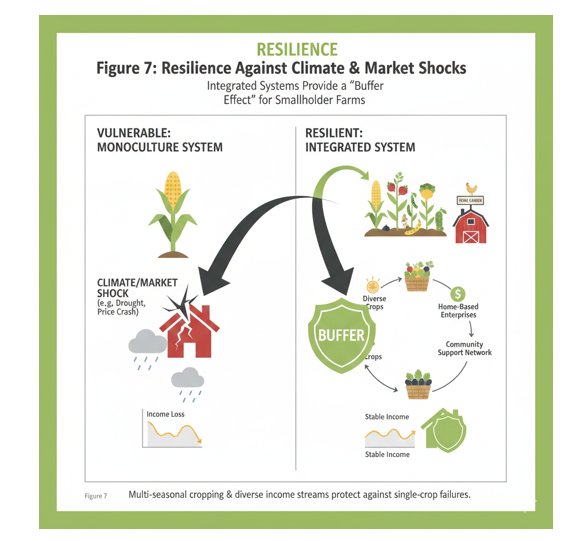 RESILIENCE
Figure 7: Resilience Against Climate & Market Shocks
Integrated Systems Provide a "Buffer
Effect" for Smallholder Farms
VULNERABLE:
MONOCULTURE SYSTEM
RESILIENT:
INTEGRATED SYSTEM
CLIMATE/MARKET
SHOCK
(e.g, Drought,
Price Crash)
Income Loss
BUFFER
Diverse
Crops
Home-Based
Enterprises
Community
Support Network
Crops
Stable Income
Stable Income
Figure 7
Multi-seasonal cropping & diverse income streams protect against single-crop failures.